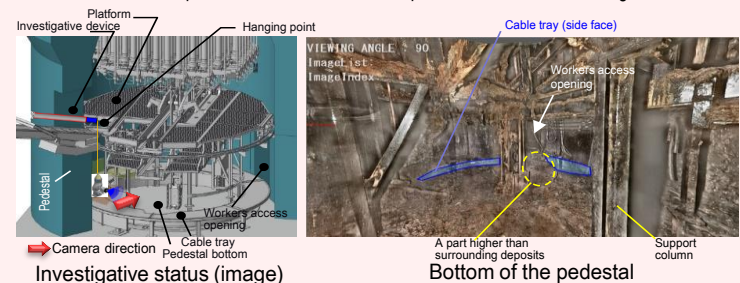 Platform
Investigative device
Hanging point
Pedestal
Workers access
opening
Cable tray
Pedestal bottom
Camera direction
Investigative status (image)
Cable tray (side face)
VIEWING ANGLE - 90
ImageList:
ImageIndex
Workers access
opening
A part higher than
surrounding deposits
Support
column
Bottom of the pedestal